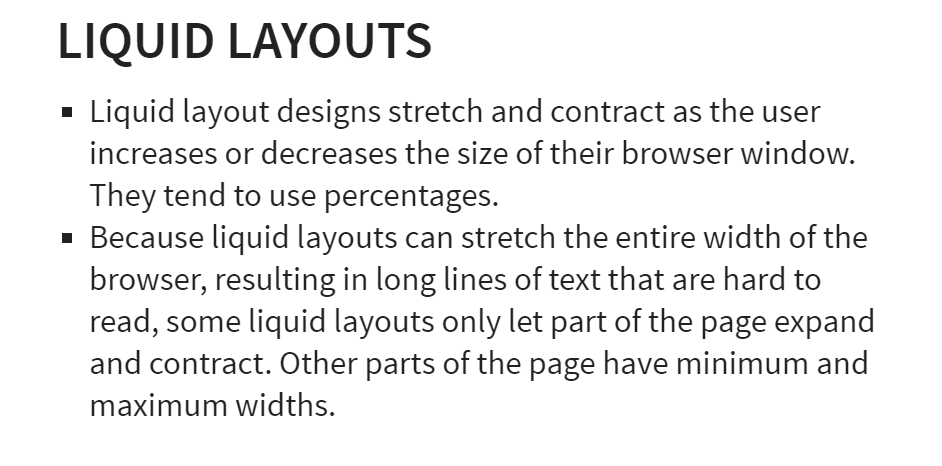 LIQUID LAYOUTS
▪ Liquid layout designs stretch and contract as the user
increases or decreases the size of their browser window.
They tend to use percentages.
▪ Because liquid layouts can stretch the entire width of the
browser, resulting in long lines of text that are hard to
read, some liquid layouts only let part of the page expand
and contract. Other parts of the page have minimum and
maximum widths.